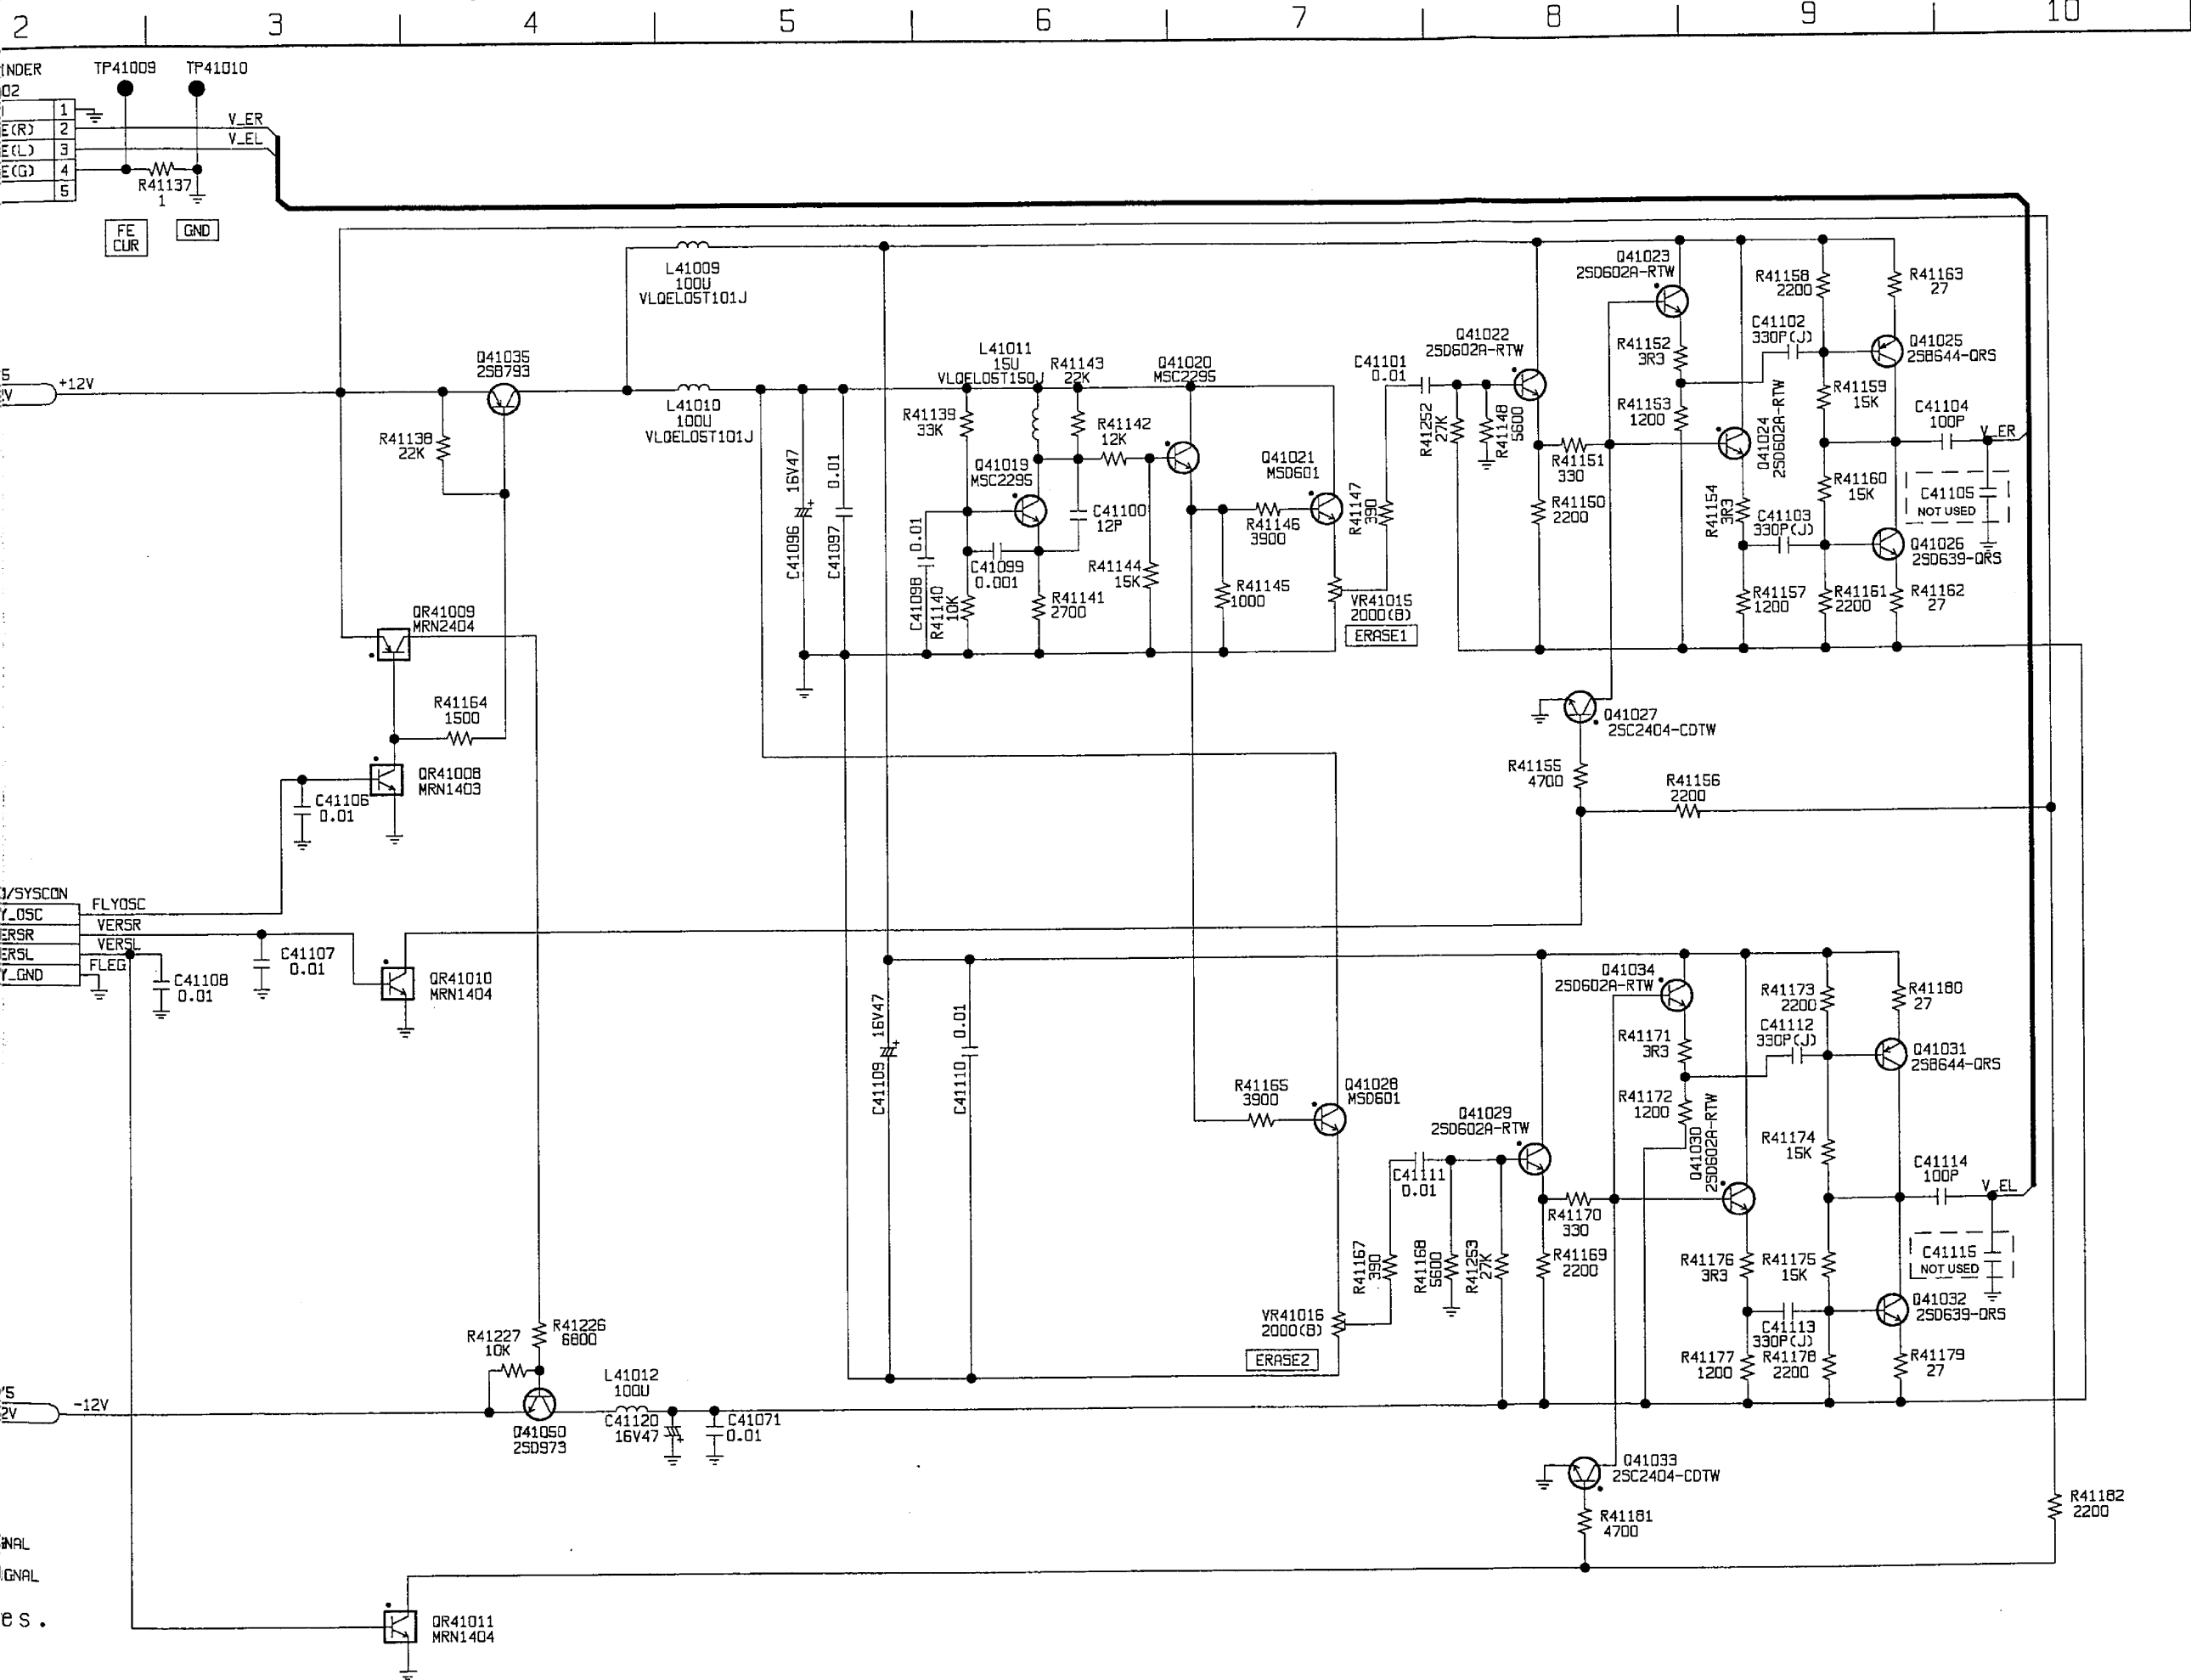 2 3 4 5 6 7 8 9 10
INDER
02
TP41009 TP41010
1
E(R) 2 V_ER
E(L) 3 V_EL
E(G) 4
5
R41137
1
FE
CUR
GND
L41009
100U
VLQEL05T101J
+12V
Q41035
2SB793
R41138
22K
L41010
100U
VLQEL05T101J
C41096 16V47
C41097 0.01
R41139
33K
L41011
15U
VLQEL05T150J
R41143
22K
R41142
12K
Q41019
MSC2295
C41098 0.01
R41140
10K
C41099
0.001
R41141
2700
C41100
12P
R41144
15K
Q41020
MSC2295
R41146
3900
R41145
1000
Q41021
MSD601
VR41015
2000(B)
ERASE1
R41147
390
C41101
0.01
R41252
27K
R41148
5600
Q41022
2SD602A-RTW
R41151
330
R41150
2200
Q41023
2SD602A-RTW
R41152
3R3
R41153
1200
Q41024
2SD602A-RTW
R41154
3R3
R41157
1200
C41102
330P(J)
C41103
330P(J)
R41158
2200
R41159
15K
R41160
15K
R41161
2200
R41163
27
Q41025
2SB644-QRS
Q41026
2SD639-QRS
R41162
27
C41104
100P
V_ER
C41105
NOT USED
QR41009
MRN2404
R41164
1500
QR41008
MRN1403
C41106
0.01
Q41027
2SC2404-CDTW
R41155
4700
R41156
2200
/SYSCON
Y_OSC FLYOSC
ERSR VERSR
ERSL VERSL
Y_GND FLEG
C41108
0.01
C41107
0.01
QR41010
MRN1404
C41109 16V47
C41110 0.01
R41165
3900
Q41028
MSD601
VR41016
2000(B)
ERASE2
R41167
390
C41111
0.01
R41168
5600
R41253
27K
Q41029
2SD602A-RTW
R41170
330
R41169
2200
Q41034
2SD602A-RTW
R41171
3R3
R41172
1200
Q41030
2SD602A-RTW
R41176
3R3
R41177
1200
C41112
330P(J)
C41113
330P(J)
R41173
2200
R41174
15K
R41175
15K
R41178
2200
R41180
27
Q41031
2SB644-QRS
Q41032
2SD639-QRS
R41179
27
C41114
100P
V_EL
C41115
NOT USED
R41227
10K
R41226
6800
-12V
Q41050
2SD973
L41012
100U
C41120
16V47
C41071
0.01
Q41033
2SC2404-CDTW
R41181
4700
R41182
2200
NAL
GNAL
es.
QR41011
MRN1404